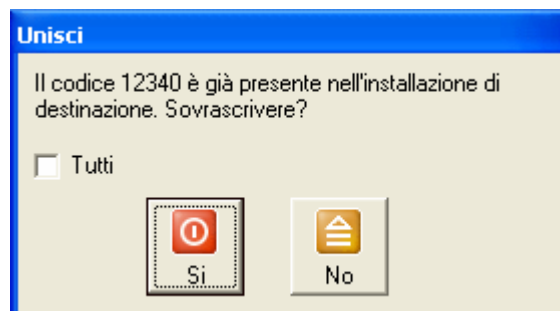 Unisci
Il codice 12340 è già presente nell'installazione di
destinazione. Sovrascrivere?
Tutti
Si
No